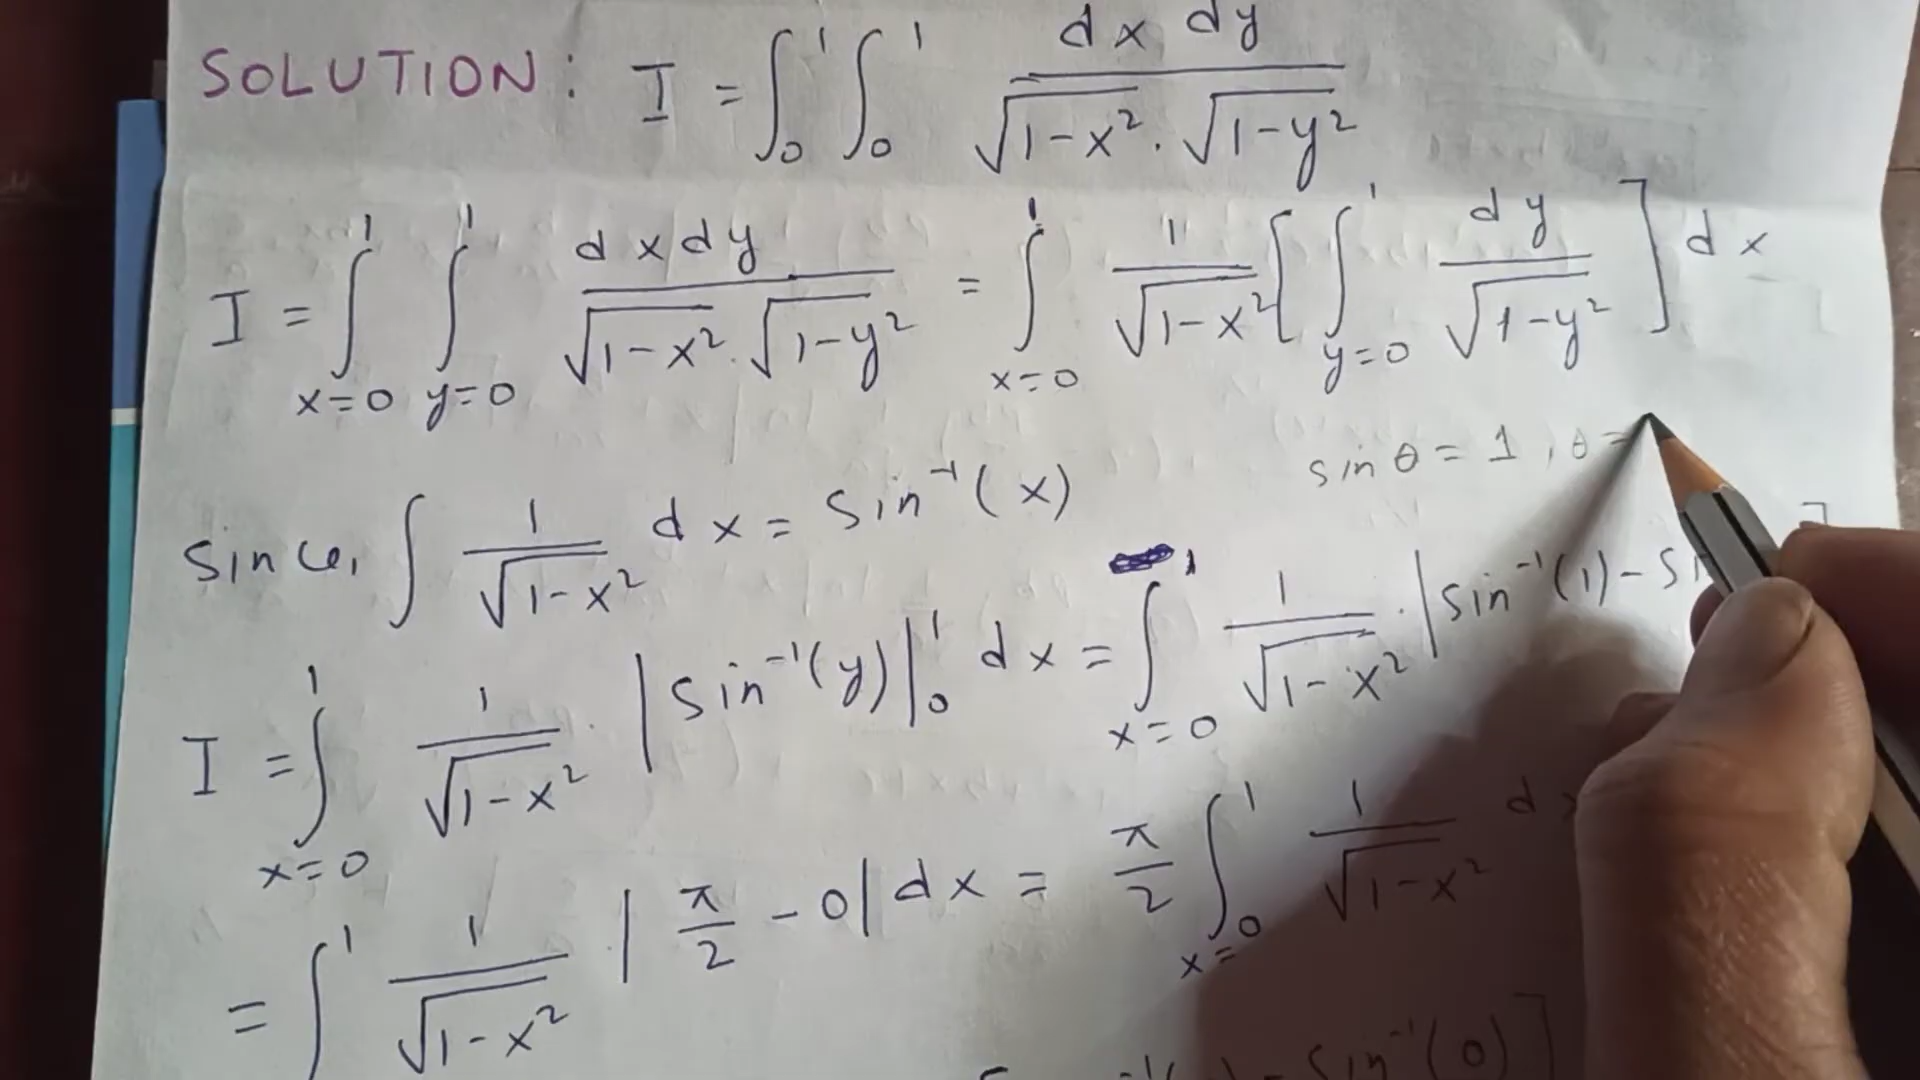 SOLUTION: I = ∫₀¹ ∫₀¹ dx dy / √1-x² . √1-y²
I = ∫_{x=0}^{1} ∫_{y=0}^{1} dxdy / √1-x² . √1-y² = ∫_{x=0}^{1} 1/√1-x² [ ∫_{y=0}^{1} dy/√1-y² ] dx
sin θ = 1, θ =
Since, ∫ 1/√1-x² dx = Sin⁻¹(x)
I = ∫_{x=0}^{1} 1/√1-x² . |Sin⁻¹(y)|₀¹ dx = ∫_{x=0}^{1} 1/√1-x² . |Sin⁻¹(1) -
= ∫¹ 1/√1-x² . |π/2 - 0| dx = π/2 ∫_{x=0}^{1} 1/√1-x² dx
- Sin⁻¹(0)]